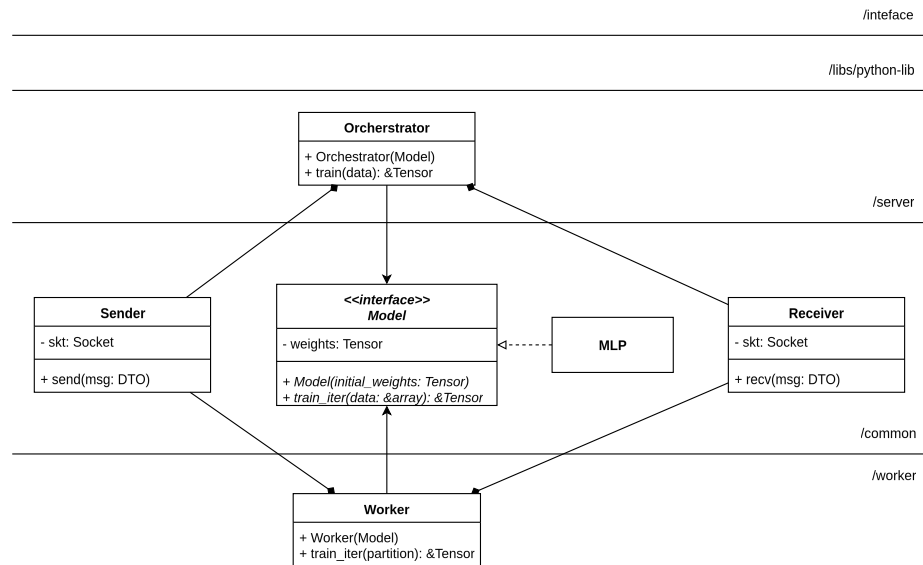 /inteface
/libs/python-lib
Orcherstrator
+ Orchestrator(Model)
+ train(data): &Tensor
/server
<<interface>>
Model
- weights: Tensor
+ Model(initial_weights: Tensor)
+ train_iter(data: &array): &Tensor
Sender
- skt: Socket
+ send(msg: DTO)
MLP
Receiver
- skt: Socket
+ recv(msg: DTO)
/common
/worker
Worker
+ Worker(Model)
+ train_iter(partition): &Tensor